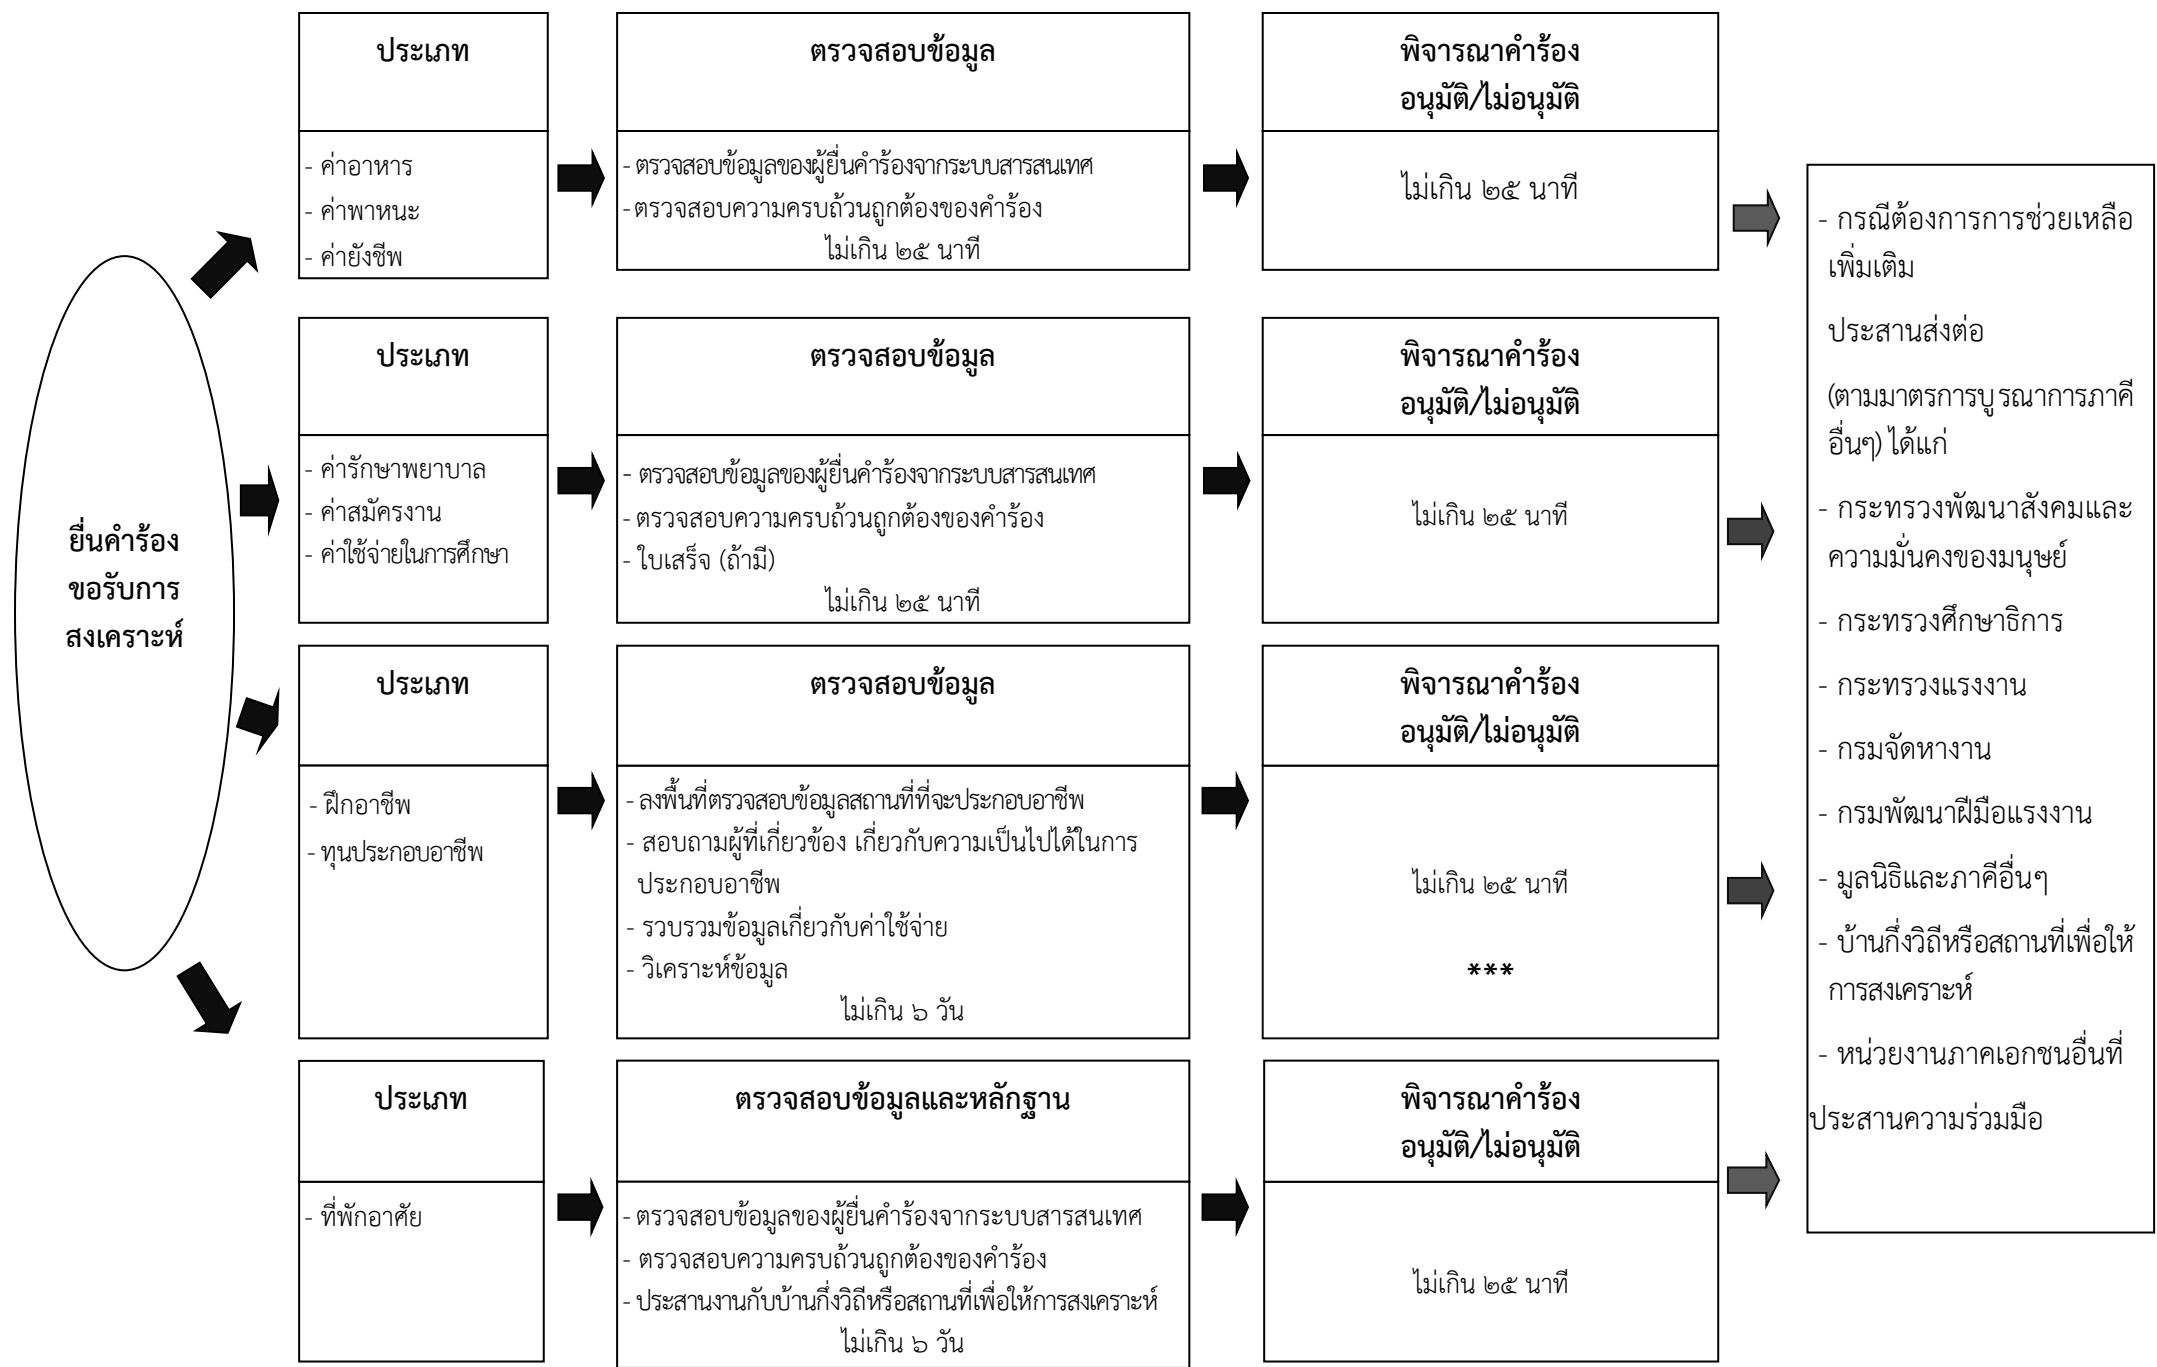 ยื่นคำร้อง
ขอรับการ
สงเคราะห์
ประเภท
- ค่าอาหาร
- ค่าพาหนะ
- ค่ายังชีพ
ตรวจสอบข้อมูล
- ตรวจสอบข้อมูลของผู้ยื่นคำร้องจากระบบสารสนเทศ
- ตรวจสอบความครบถ้วนถูกต้องของคำร้อง
ไม่เกิน ๒๕ นาที
พิจารณาคำร้อง
อนุมัติ/ไม่อนุมัติ
ไม่เกิน ๒๕ นาที
ประเภท
- ค่ารักษาพยาบาล
- ค่าสมัครงาน
- ค่าใช้จ่ายในการศึกษา
ตรวจสอบข้อมูล
- ตรวจสอบข้อมูลของผู้ยื่นคำร้องจากระบบสารสนเทศ
- ตรวจสอบความครบถ้วนถูกต้องของคำร้อง
- ใบเสร็จ (ถ้ามี)
ไม่เกิน ๒๕ นาที
พิจารณาคำร้อง
อนุมัติ/ไม่อนุมัติ
ไม่เกิน ๒๕ นาที
ประเภท
- ฝึกอาชีพ
- ทุนประกอบอาชีพ
ตรวจสอบข้อมูล
- ลงพื้นที่ตรวจสอบข้อมูลสถานที่ที่จะประกอบอาชีพ
- สอบถามผู้ที่เกี่ยวข้อง เกี่ยวกับความเป็นไปได้ในการ
ประกอบอาชีพ
- รวบรวมข้อมูลเกี่ยวกับค่าใช้จ่าย
- วิเคราะห์ข้อมูล
ไม่เกิน ๖ วัน
พิจารณาคำร้อง
อนุมัติ/ไม่อนุมัติ
ไม่เกิน ๒๕ นาที
***
ประเภท
- ที่พักอาศัย
ตรวจสอบข้อมูลและหลักฐาน
- ตรวจสอบข้อมูลของผู้ยื่นคำร้องจากระบบสารสนเทศ
- ตรวจสอบความครบถ้วนถูกต้องของคำร้อง
- ประสานงานกับบ้านกึ่งวิถีหรือสถานที่เพื่อให้การสงเคราะห์
ไม่เกิน ๖ วัน
พิจารณาคำร้อง
อนุมัติ/ไม่อนุมัติ
ไม่เกิน ๒๕ นาที
- กรณีต้องการการช่วยเหลือ
เพิ่มเติม
ประสานส่งต่อ
(ตามมาตรการบูรณาการภาคี
อื่นๆ) ได้แก่
- กระทรวงพัฒนาสังคมและ
ความมั่นคงของมนุษย์
- กระทรวงศึกษาธิการ
- กระทรวงแรงงาน
- กรมจัดหางาน
- กรมพัฒนาฝีมือแรงงาน
- มูลนิธิและภาคีอื่นๆ
- บ้านกึ่งวิถีหรือสถานที่เพื่อให้
การสงเคราะห์
- หน่วยงานภาคเอกชนอื่นที่
ประสานความร่วมมือ